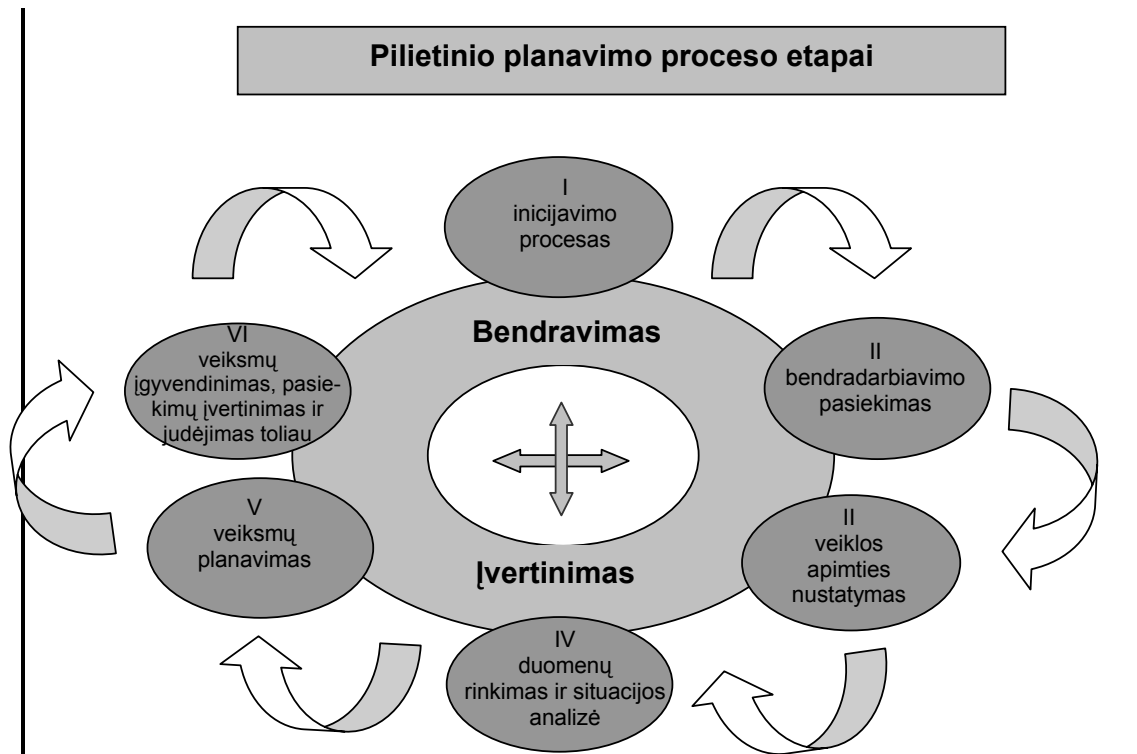 Pilietinio planavimo proceso etapai
I
inicijavimo
procesas
Bendravimas
II
bendradarbiavimo
pasiekimas
II
veiklos
apimties
nustatymas
Įvertinimas
IV
duomenų
rinkimas ir situacijos
analizė
V
veiksmų
planavimas
VI
veiksmų
įgyvendinimas, pasie-
kimų įvertinimas ir
judėjimas toliau